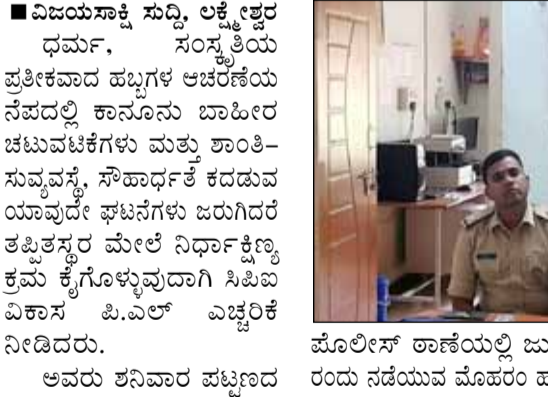 ■ ವಿಜಯಸಾಕ್ಷಿ ಸುದ್ದಿ, ಲಕ್ಷ್ಮೇಶ್ವರ
ಧರ್ಮ, ಸಂಸ್ಕೃತಿಯ
ಪ್ರತೀಕವಾದ ಹಬ್ಬಗಳ ಆಚರಣೆಯ
ನೆಪದಲ್ಲಿ ಕಾನೂನು ಬಾಹೀರ
ಚಟುವಟಿಕೆಗಳು ಮತ್ತು ಶಾಂತಿ-
ಸುವ್ಯವಸ್ಥೆ, ಸೌಹಾರ್ಧತೆ ಕದಡುವ
ಯಾವುದೇ ಘಟನೆಗಳು ಜರುಗಿದರೆ
ತಪ್ಪಿತಸ್ಥರ ಮೇಲೆ ನಿರ್ಧಾಕ್ಷಿಣ್ಯ
ಕ್ರಮ ಕೈಗೊಳ್ಳುವುದಾಗಿ ಸಿಪಿಐ
ವಿಕಾಸ ಪಿ.ಎಲ್ ಎಚ್ಚರಿಕೆ
ನೀಡಿದರು.
ಅವರು ಶನಿವಾರ ಪಟ್ಟಣದ
ಪೊಲೀಸ್ ಠಾಣೆಯಲ್ಲಿ ಜು
ರಂದು ನಡೆಯುವ ಮೊಹರಂ ಹ